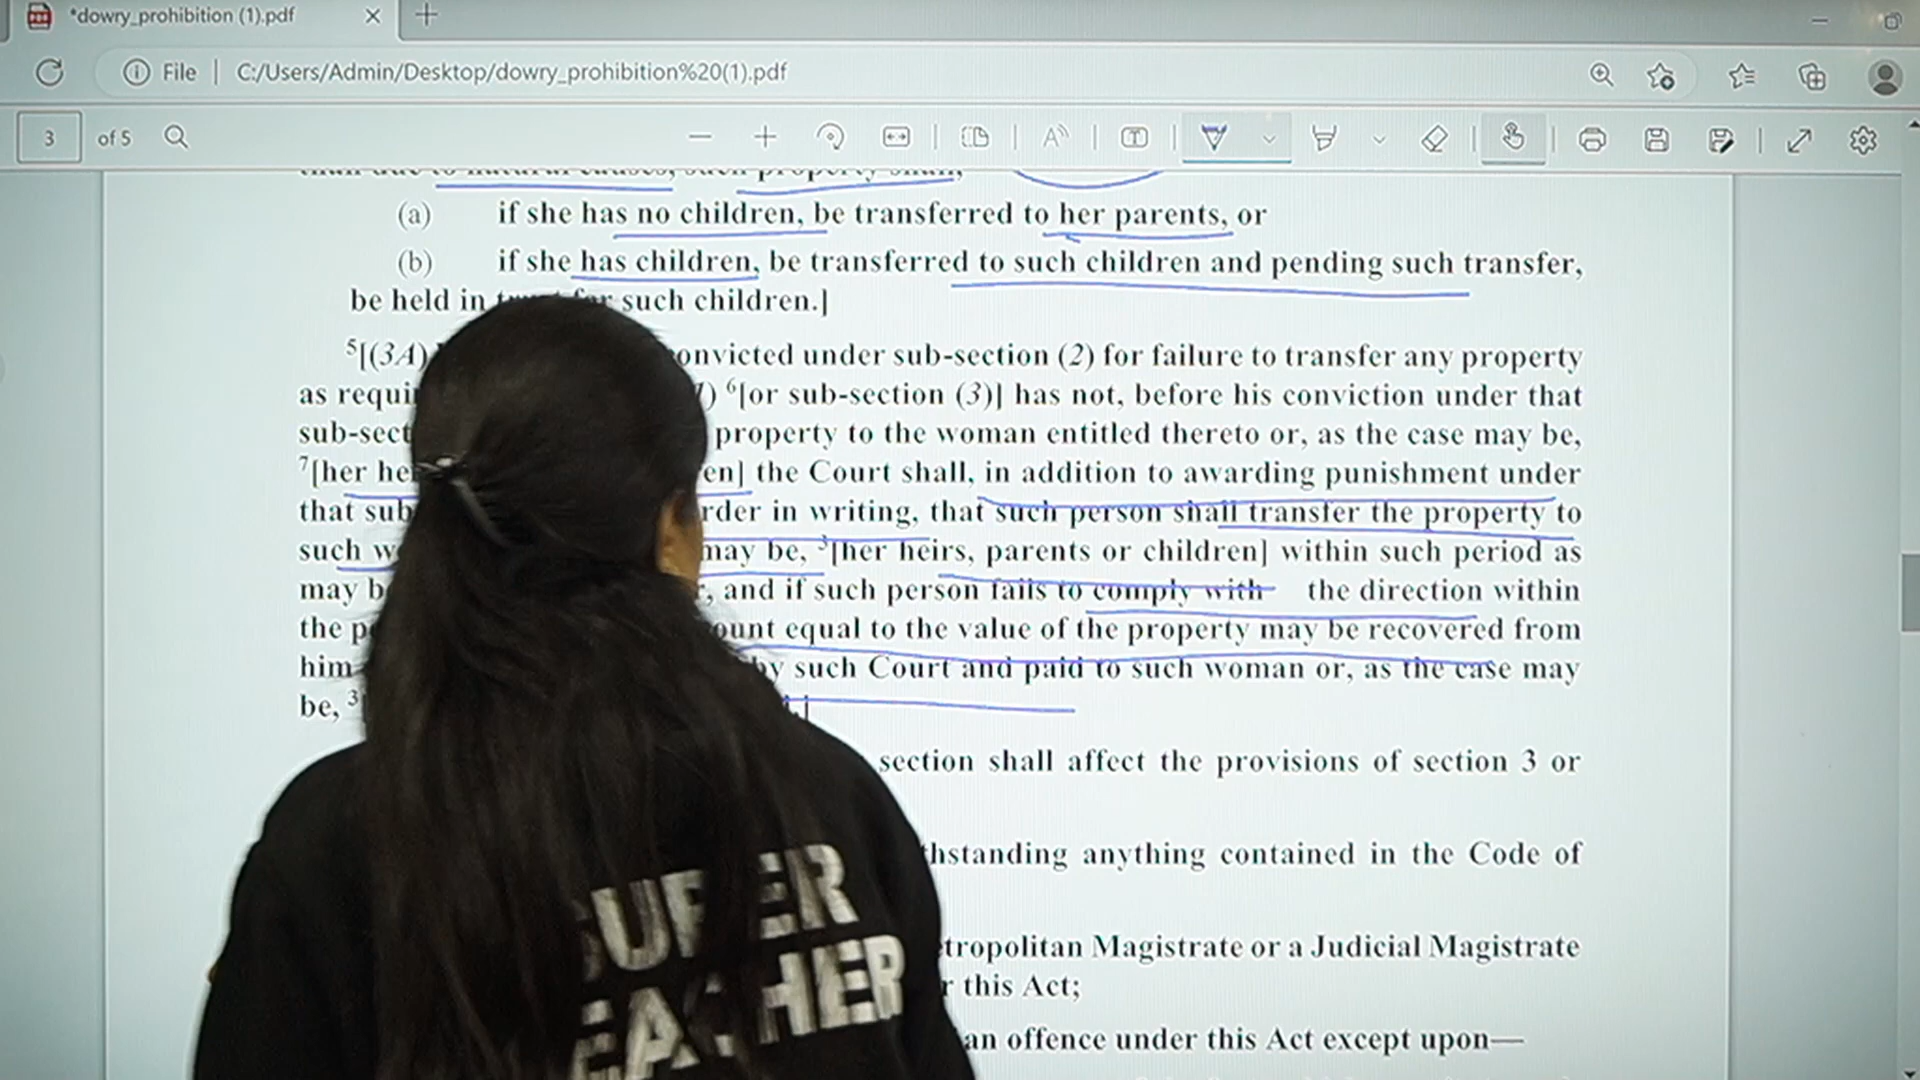 *dowry_prohibition (1).pdf
File | C:/Users/Admin/Desktop/dowry_prohibition%20(1).pdf
3 of 5
natural causes, such property shall,
(a) if she has no children, be transferred to her parents, or
(b) if she has children, be transferred to such children and pending such transfer,
be held in for such children.]
5[(3A) convicted under sub-section (2) for failure to transfer any property
as requi ) 6[or sub-section (3)] has not, before his conviction under that
sub-sect property to the woman entitled thereto or, as the case may be,
7[her he en] the Court shall, in addition to awarding punishment under
that sub rder in writing, that such person shall transfer the property to
such w may be, 3[her heirs, parents or children] within such period as
may b , and if such person fails to comply with the direction within
the p ount equal to the value of the property may be recovered from
him by such Court and paid to such woman or, as the case may
be, 3[ .]
section shall affect the provisions of section 3 or
hstanding anything contained in the Code of
tropolitan Magistrate or a Judicial Magistrate
r this Act;
an offence under this Act except upon—
SUPER
TEACHER